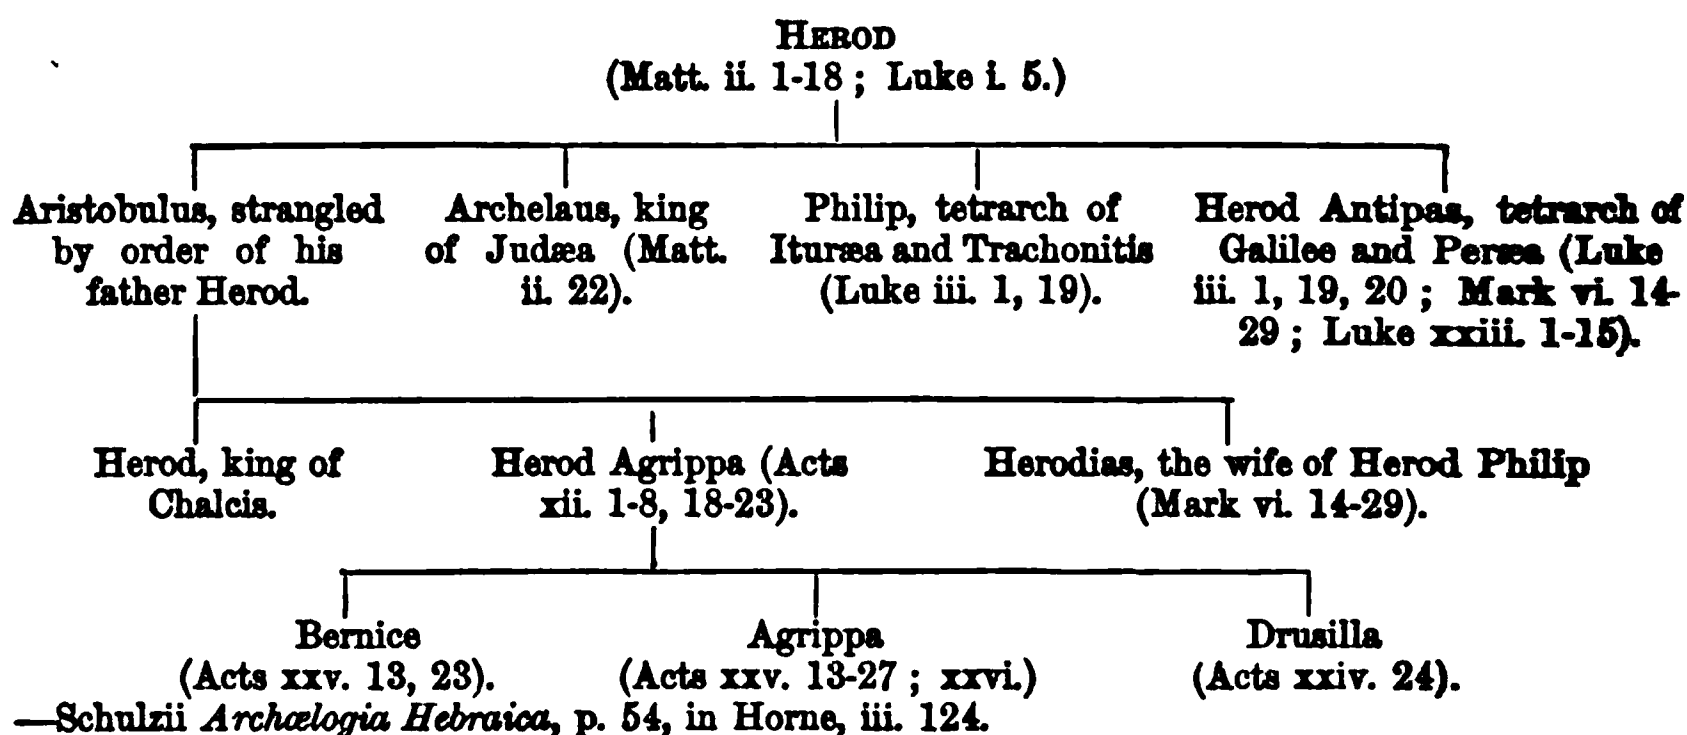 HEROD
(Matt. ii. 1-18 ; Luke i. 5.)
Aristobulus, strangled
by order of his
father Herod.
Archelaus, king
of Judæa (Matt.
ii. 22).
Philip, tetrarch of
Ituræa and Trachonitis
(Luke iii. 1, 19).
Herod Antipas, tetrarch of
Galilee and Peræa (Luke
iii. 1, 19, 20 ; Mark vi. 14-
29 ; Luke xxiii. 1-15).
Herod, king of
Chalcis.
Herod Agrippa (Acts
xii. 1-8, 18-23).
Herodias, the wife of Herod Philip
(Mark vi. 14-29).
Bernice
(Acts xxv. 13, 23).
Agrippa
(Acts xxv. 13-27 ; xxvi.)
Drusilla
(Acts xxiv. 24).
—Schulzii Archælogia Hebraica, p. 54, in Horne, iii. 124.